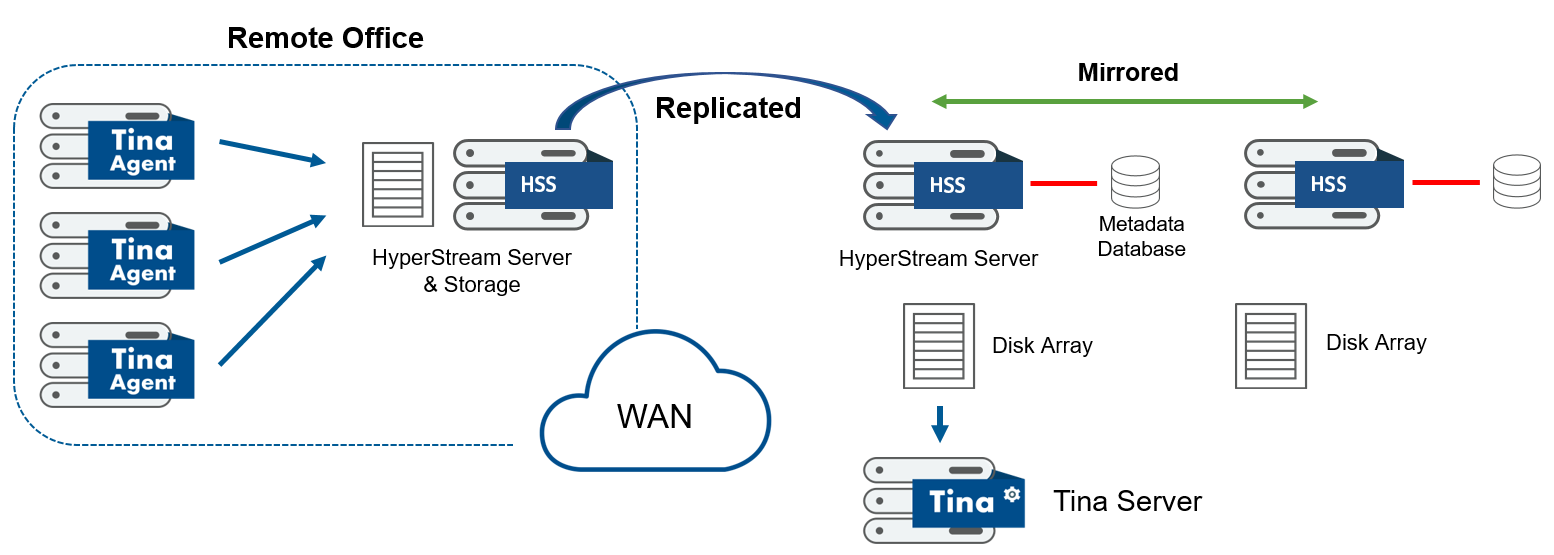 Remote Office
Tina
Agent
Tina
Agent
Tina
Agent
HSS
HyperStream Server
& Storage
Replicated
WAN
Mirrored
HSS
HyperStream Server
Metadata
Database
HSS
Disk Array
Disk Array
Tina
Tina Server